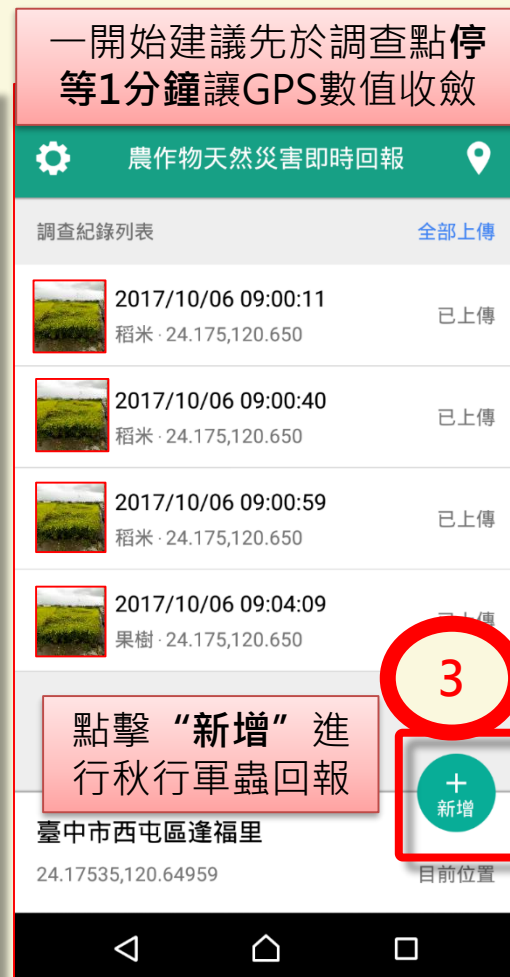 一開始建議先於調查點停
等1分鐘讓GPS數值收斂
農作物天然災害即時回報
調查紀錄列表
全部上傳
2017/10/06 09:00:11
稻米 · 24.175,120.650
已上傳
2017/10/06 09:00:40
稻米 · 24.175,120.650
已上傳
2017/10/06 09:00:59
稻米 · 24.175,120.650
已上傳
2017/10/06 09:04:09
果樹 · 24.175,120.650
已上傳
3
點擊“新增”進
行秋行軍蟲回報
+
新增
臺中市西屯區逢福里
24.17535,120.64959
目前位置